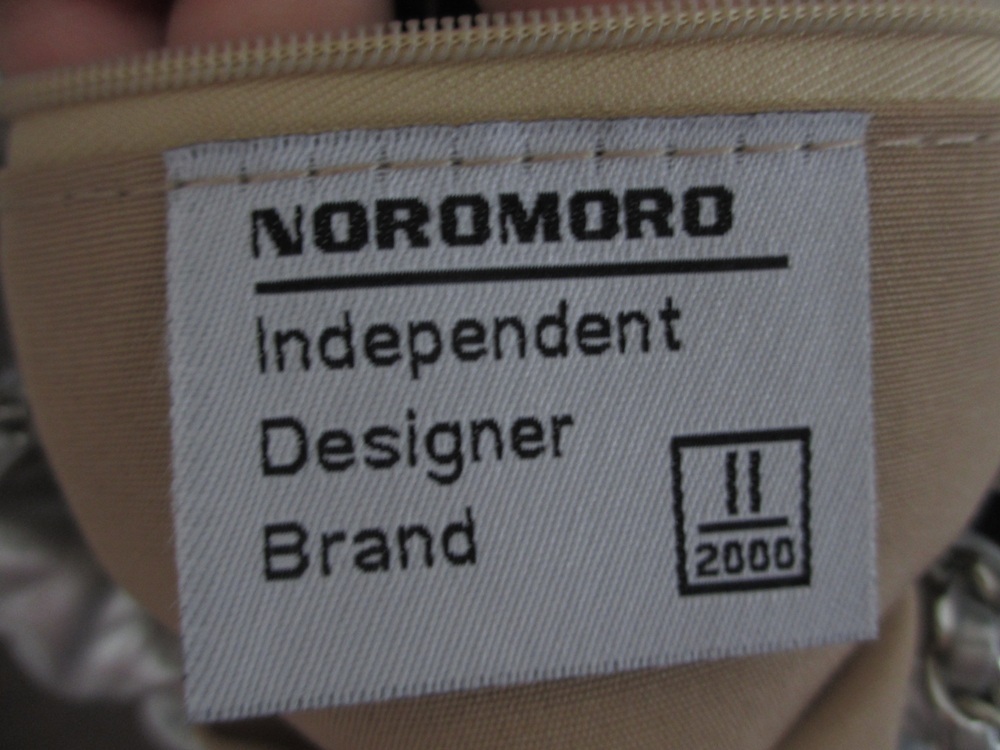 NOROMORO
Independent
Designer
Brand
II
2000